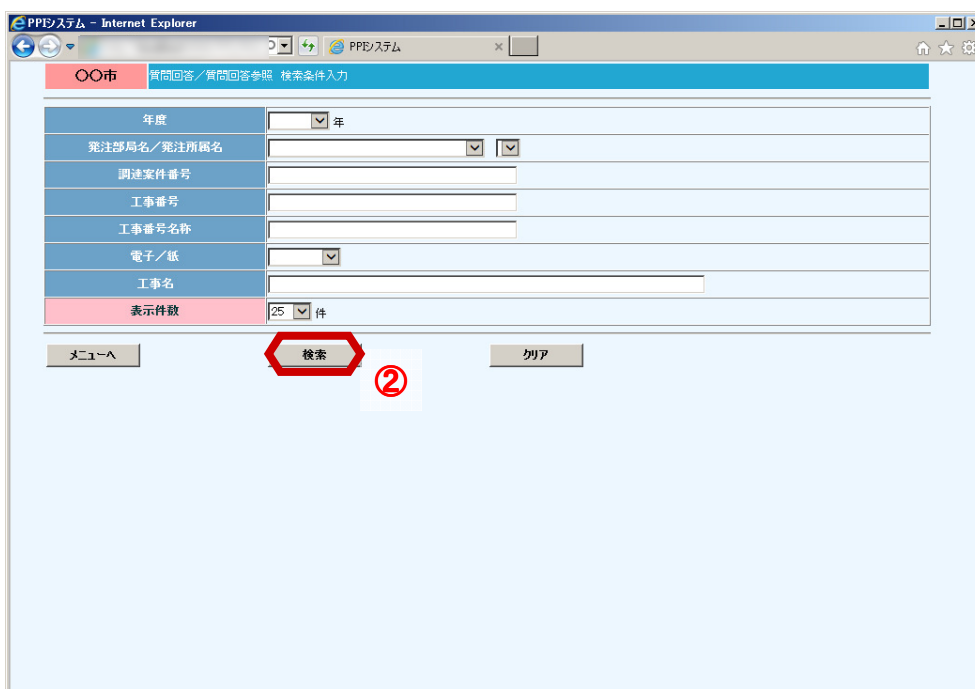 PPIシステム - Internet Explorer
PPIシステム
〇〇市 質問回答／質問回答参照 検索条件入力
年度 年
発注部局名／発注所属名
調達案件番号
工事番号
工事番号名称
電子／紙
工事名
表示件数 25 件
メニューへ 検索 クリア
②